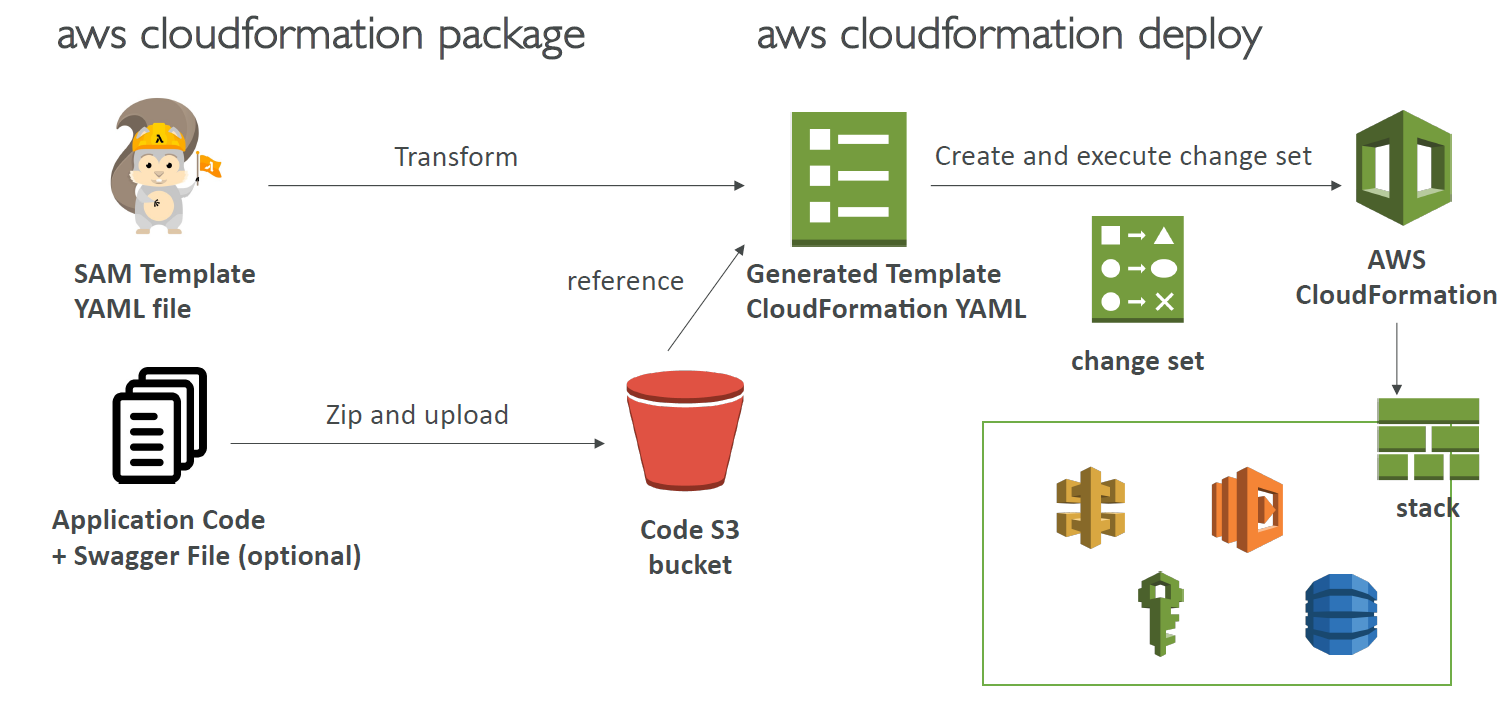 aws cloudformation package
aws cloudformation deploy
Transform
Create and execute change set
SAM Template
YAML file
reference
Generated Template
CloudFormation YAML
AWS
CloudFormation
change set
Zip and upload
Application Code
+ Swagger File (optional)
Code S3
bucket
stack